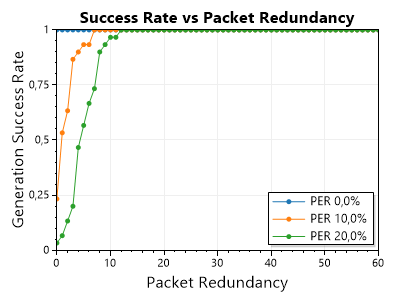 Success Rate vs Packet Redundancy
Generation Success Rate
1
0,75
0,5
0,25
0
0
10
20
30
40
50
60
Packet Redundancy
PER 0,0%
PER 10,0%
PER 20,0%